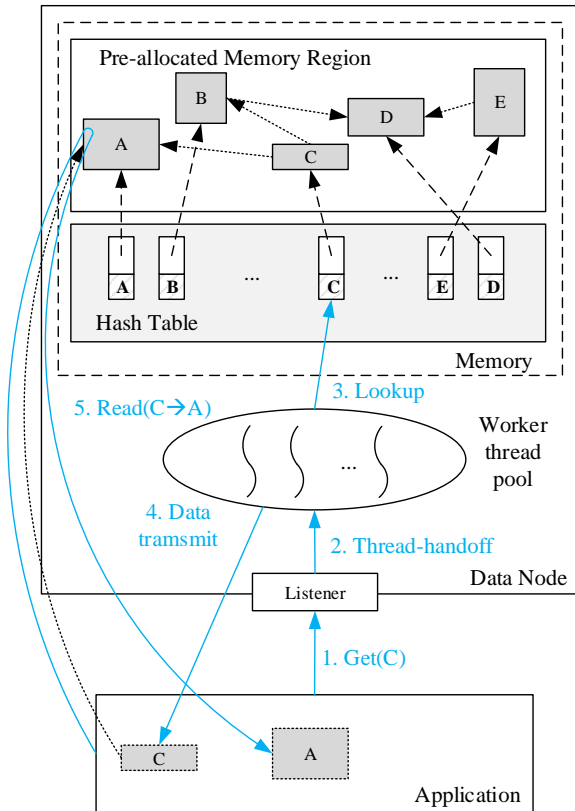 Pre-allocated Memory Region
B
E
D
A
C
... ...
A B C E D
Hash Table
Memory
3. Lookup
5. Read(C→A)
Worker
thread
pool
...
4. Data
tramsmit
2. Thread-handoff
Data Node
Listener
1. Get(C)
C
A
Application